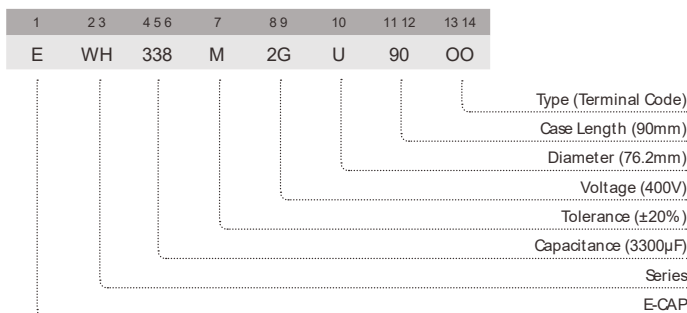 1 2 3 4 5 6 7 8 9 10 11 12 13 14
E WH 338 M 2G U 90 OO
Type (Terminal Code)
Case Length (90mm)
Diameter (76.2mm)
Voltage (400V)
Tolerance (±20%)
Capacitance (3300µF)
Series
E-CAP